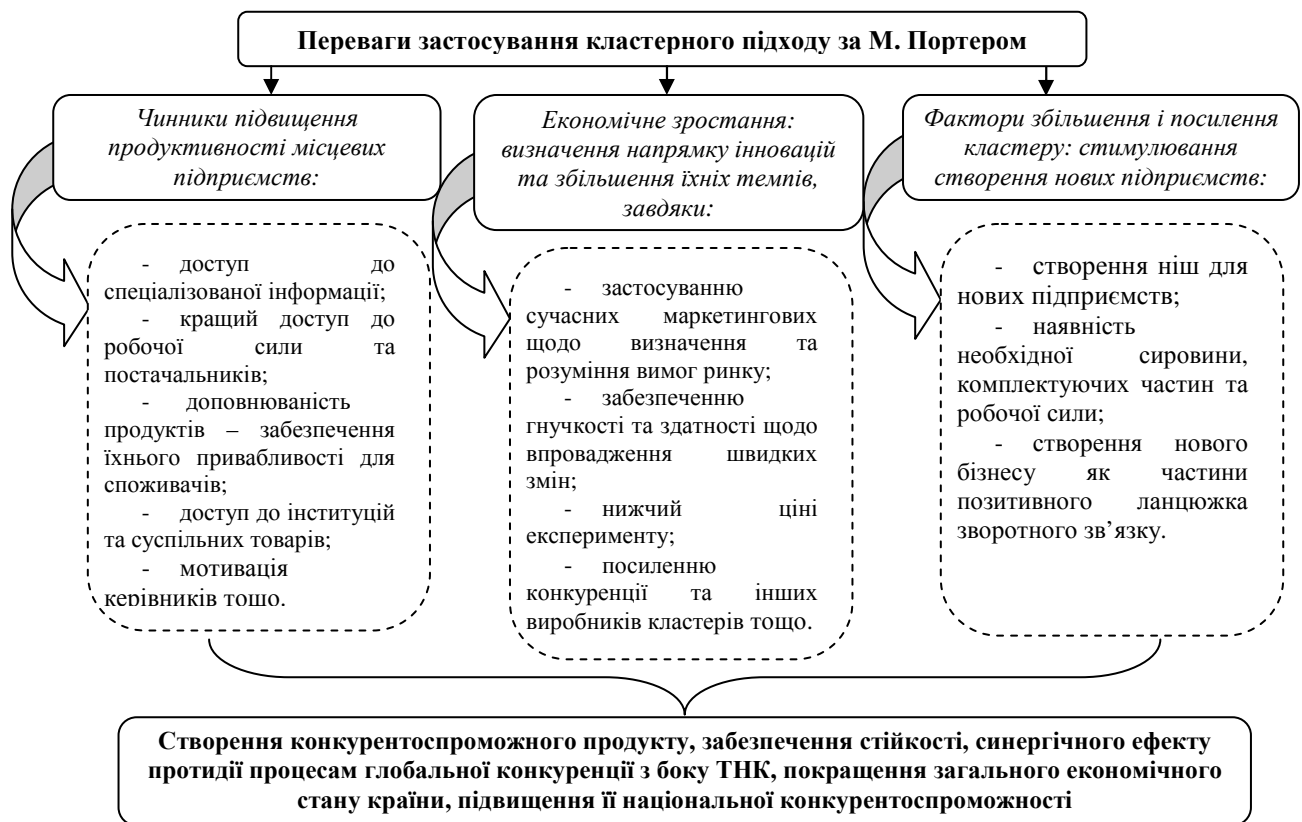 Переваги застосування кластерного підходу за М. Портером
Чинники підвищення
продуктивності місцевих
підприємств:
- доступ до
спеціалізованої інформації;
- кращий доступ до
робочої сили та
постачальників;
- доповнюваність
продуктів – забезпечення
їхнього привабливості для
споживачів;
- доступ до інституцій
та суспільних товарів;
- мотивація
керівників тощо.
Економічне зростання:
визначення напрямку інновацій
та збільшення їхніх темпів,
завдяки:
- застосуванню
сучасних маркетингових
щодо визначення та
розуміння вимог ринку;
- забезпеченню
гнучкості та здатності щодо
впровадження швидких
змін;
- нижчий ціні
експерименту;
- посиленню
конкуренції та інших
виробників кластерів тощо.
Фактори збільшення і посилення
кластеру: стимулювання
створення нових підприємств:
- створення ніш для
нових підприємств;
- наявність
необхідної сировини,
комплектуючих частин та
робочої сили;
- створення нового
бізнесу як частини
позитивного ланцюжка
зворотного зв’язку.
Створення конкурентоспроможного продукту, забезпечення стійкості, синергічного ефекту
протидії процесам глобальної конкуренції з боку ТНК, покращення загального економічного
стану країни, підвищення її національної конкурентоспроможності